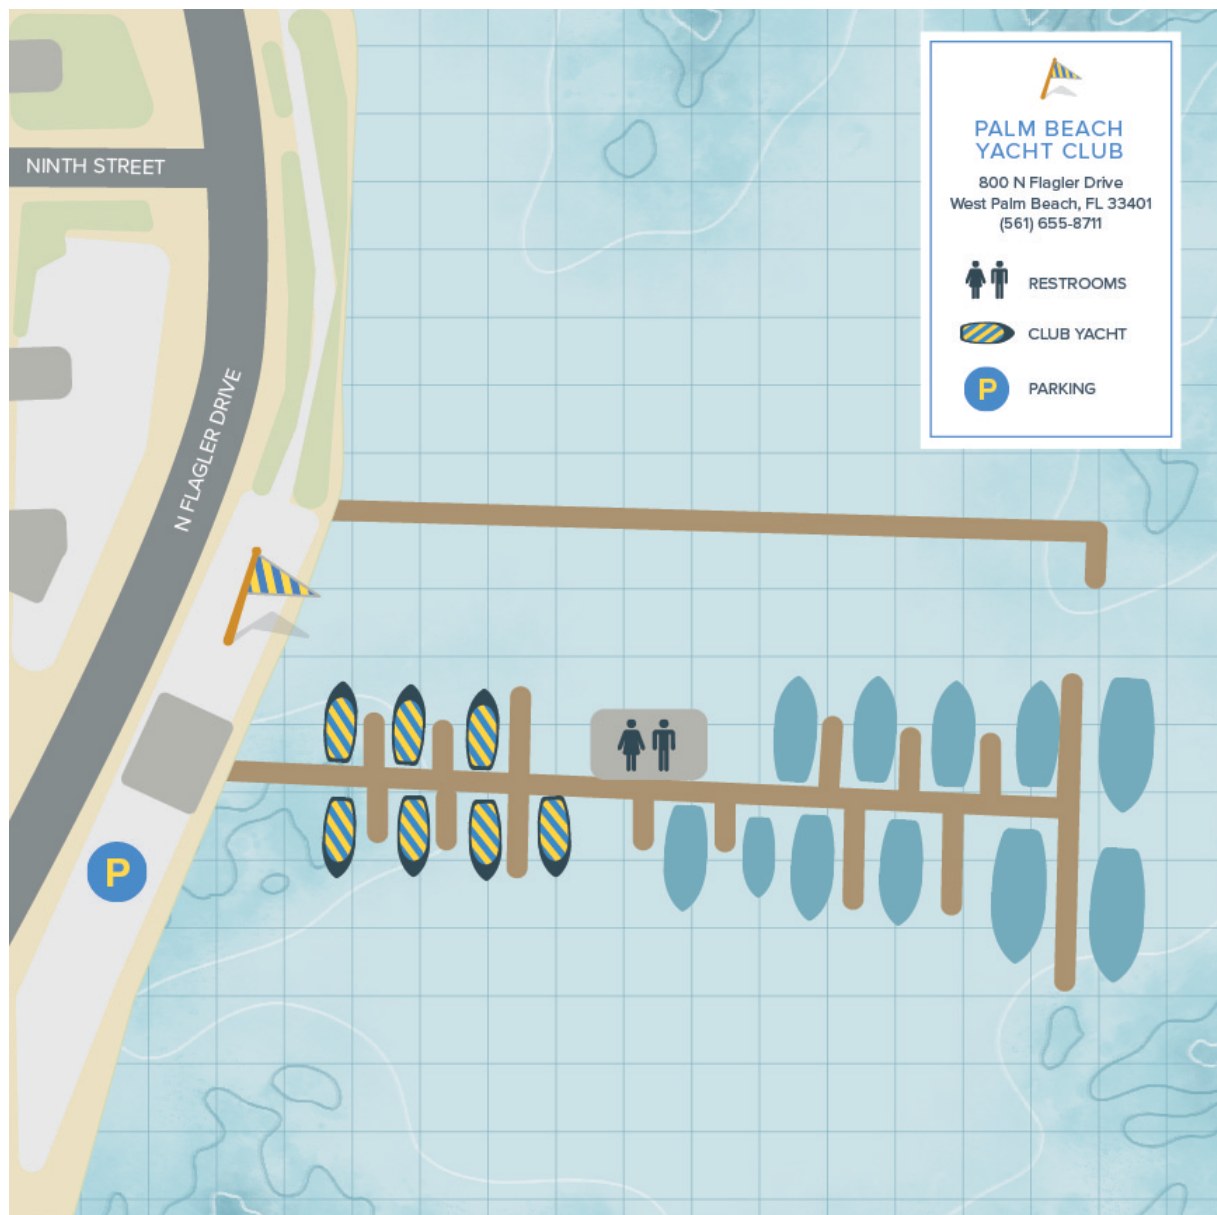 NINTH STREET
N FLAGLER DRIVE
P
PALM BEACH
YACHT CLUB
800 N Flagler Drive
West Palm Beach, FL 33401
(561) 655-8711
RESTROOMS
CLUB YACHT
P PARKING